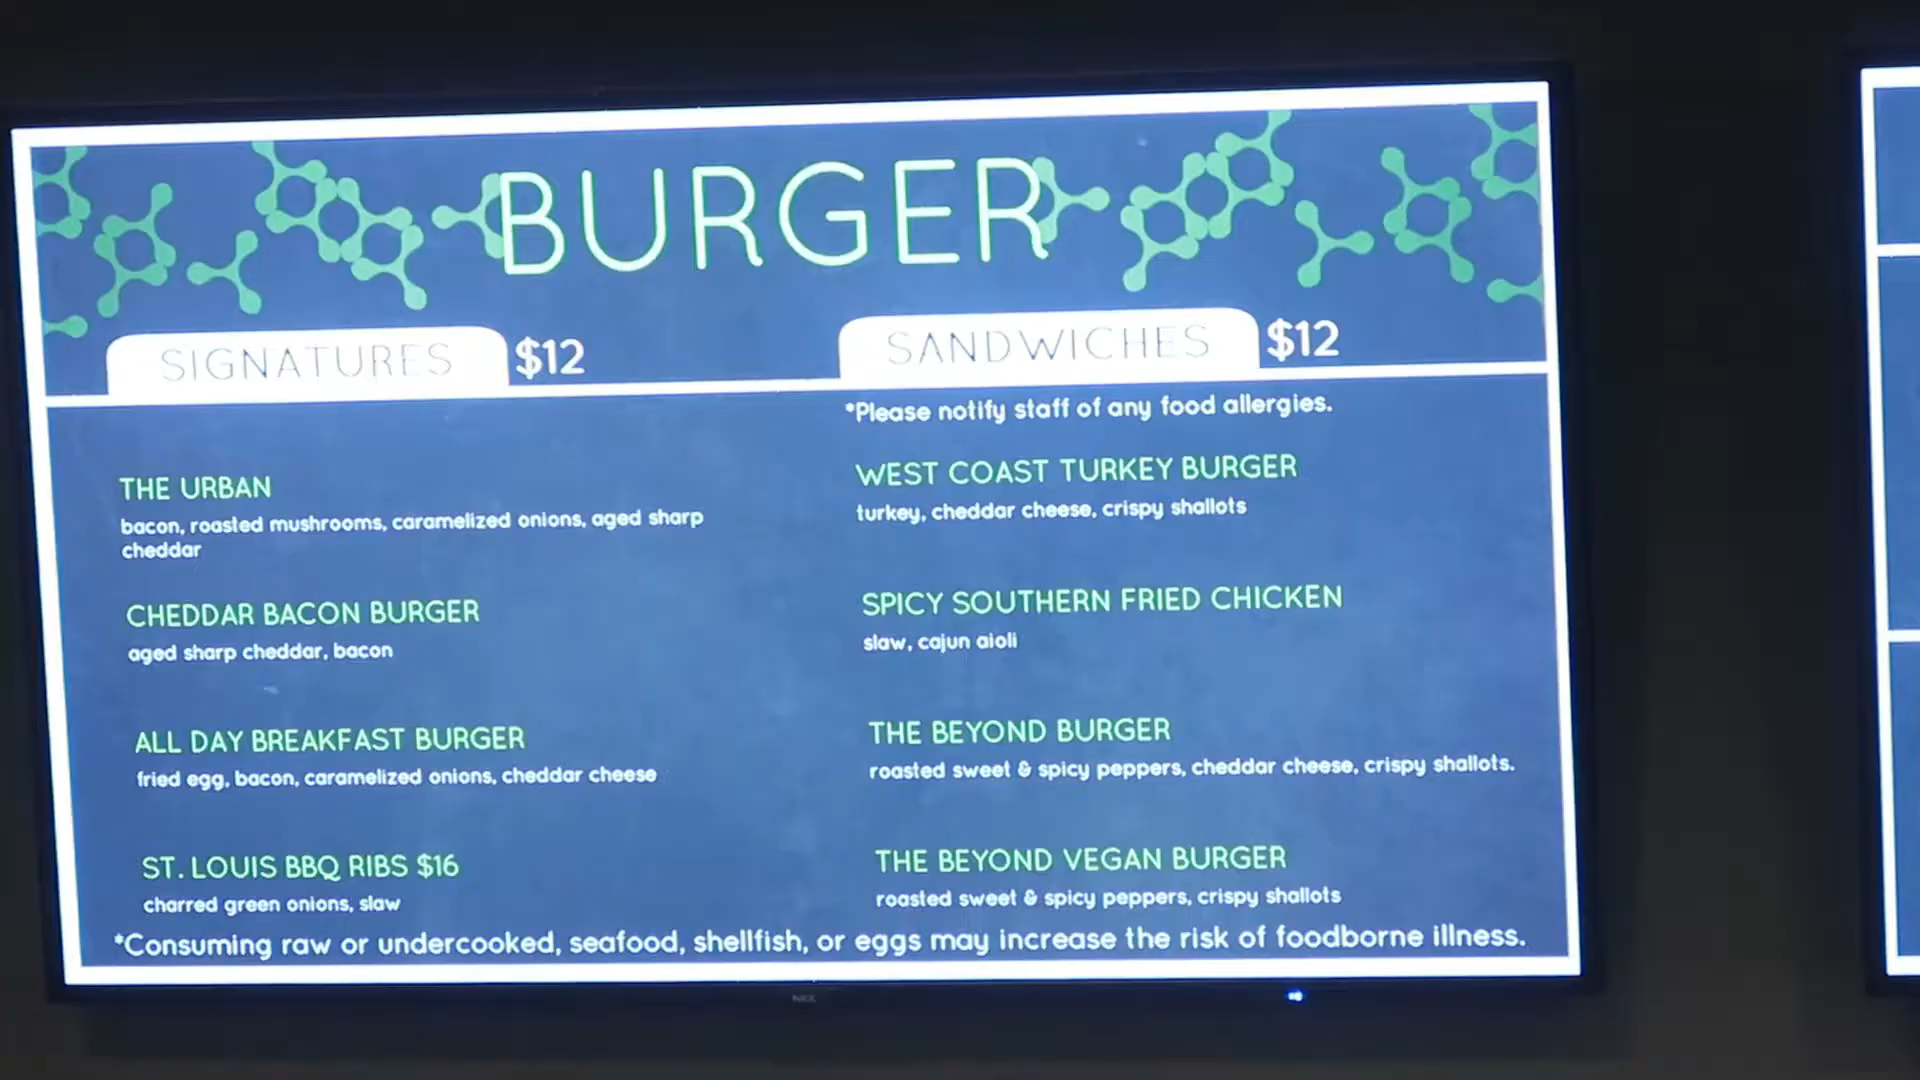 BURGER
SIGNATURES $12
THE URBAN
bacon, roasted mushrooms, caramelized onions, aged sharp
cheddar
CHEDDAR BACON BURGER
aged sharp cheddar, bacon
ALL DAY BREAKFAST BURGER
fried egg, bacon, caramelized onions, cheddar cheese
ST. LOUIS BBQ RIBS $16
charred green onions, slaw
SANDWICHES $12
*Please notify staff of any food allergies.
WEST COAST TURKEY BURGER
turkey, cheddar cheese, crispy shallots
SPICY SOUTHERN FRIED CHICKEN
slaw, cajun aioli
THE BEYOND BURGER
roasted sweet & spicy peppers, cheddar cheese, crispy shallots.
THE BEYOND VEGAN BURGER
roasted sweet & spicy peppers, crispy shallots
*Consuming raw or undercooked, seafood, shellfish, or eggs may increase the risk of foodborne illness.
NEC